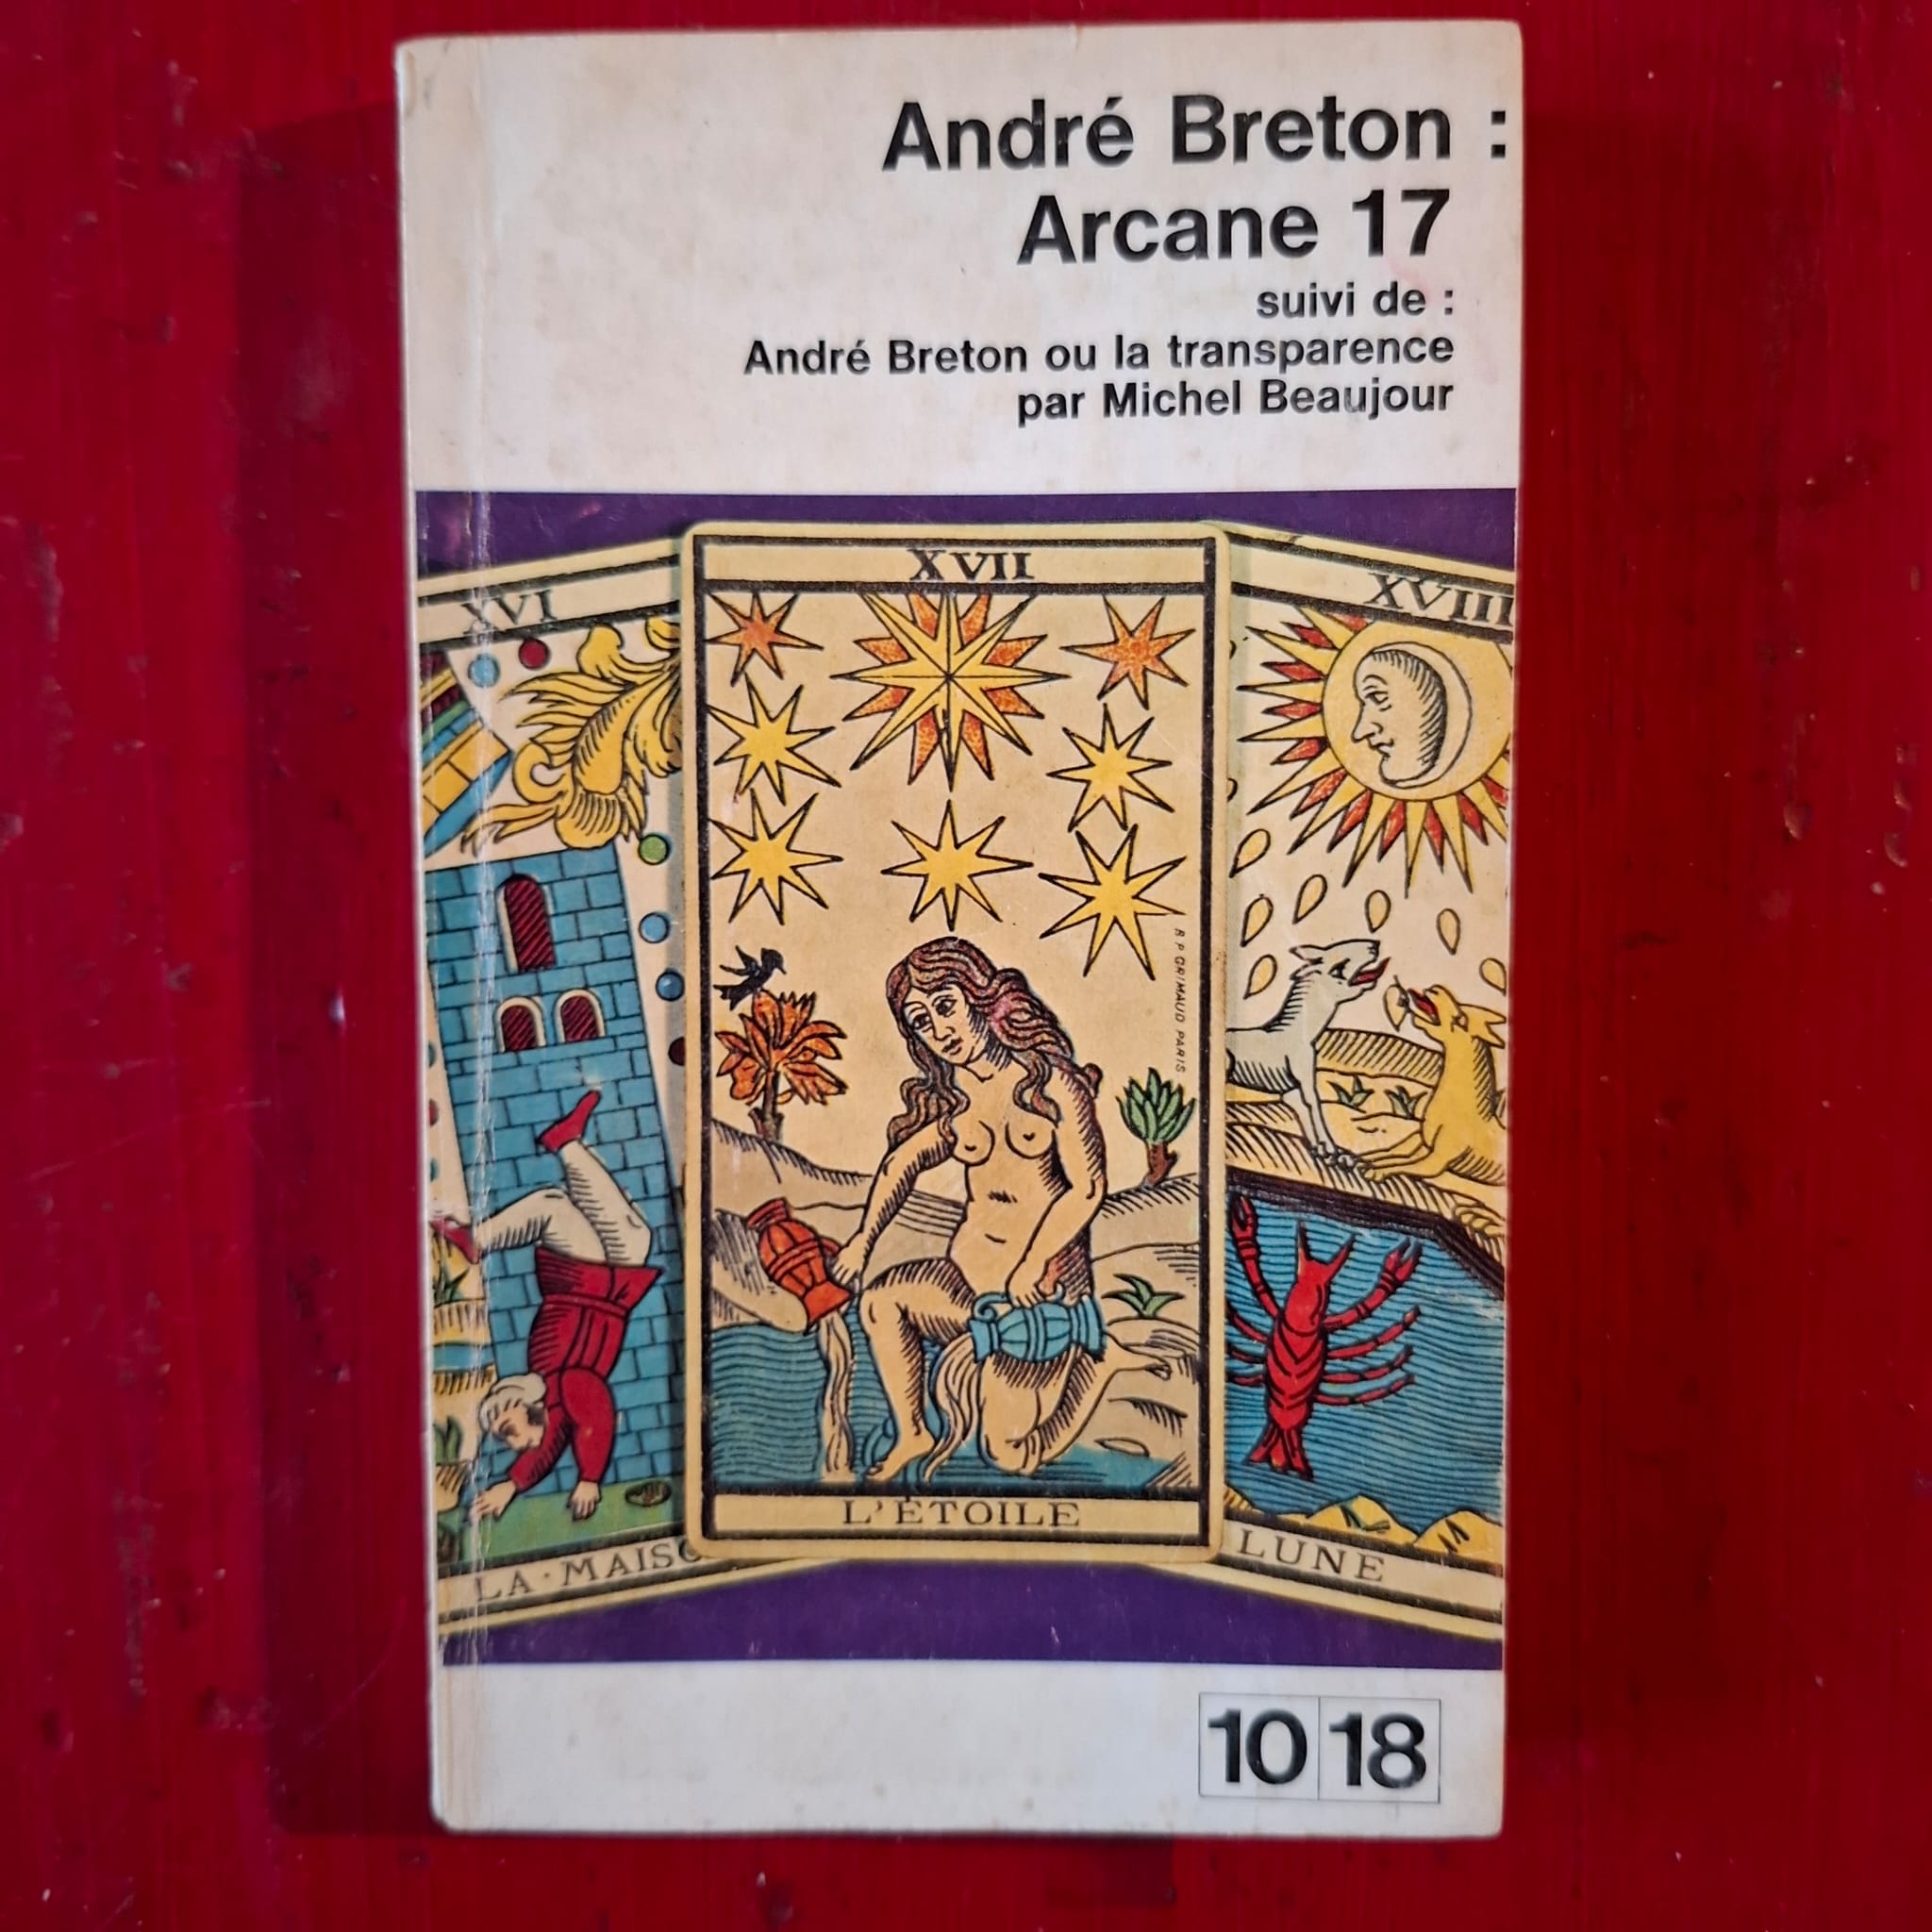 André Breton :
Arcane 17
suivi de :
André Breton ou la transparence
par Michel Beaujour
XVI
XVII
XVIII
B P GRIMAUD PARIS
L'ÉTOILE
LA·MAISO
LUNE
10 18